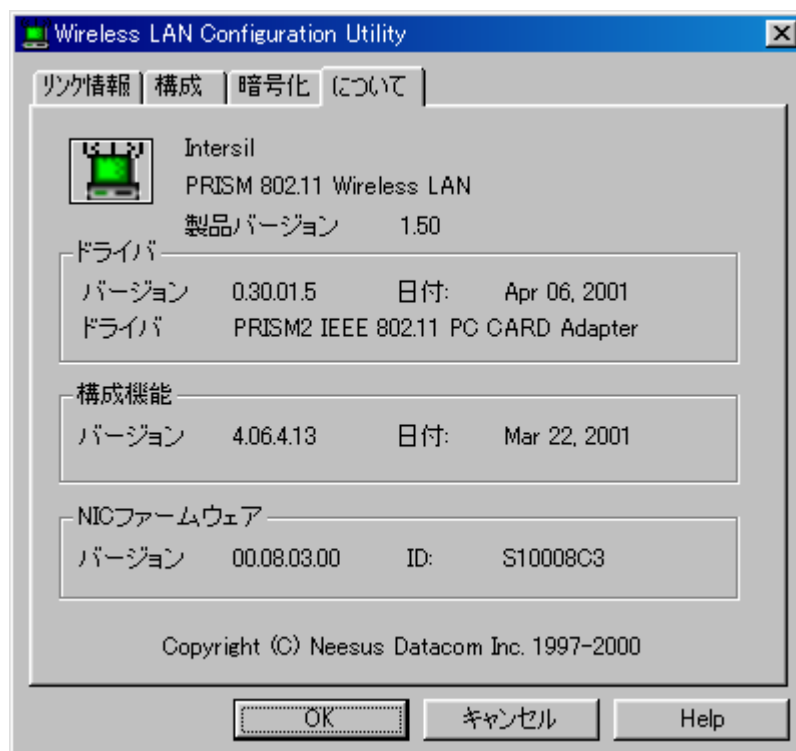 Wireless LAN Configuration Utility
リンク情報 構成 暗号化 について
Intersil
PRISM 802.11 Wireless LAN
製品バージョン 1.50
ドライバ
バージョン 0.30.01.5 日付: Apr 06, 2001
ドライバ PRISM2 IEEE 802.11 PC CARD Adapter
構成機能
バージョン 4.06.4.13 日付: Mar 22, 2001
NICファームウェア
バージョン 00.08.03.00 ID: S10008C3
Copyright (C) Neesus Datacom Inc. 1997-2000
OK キャンセル Help